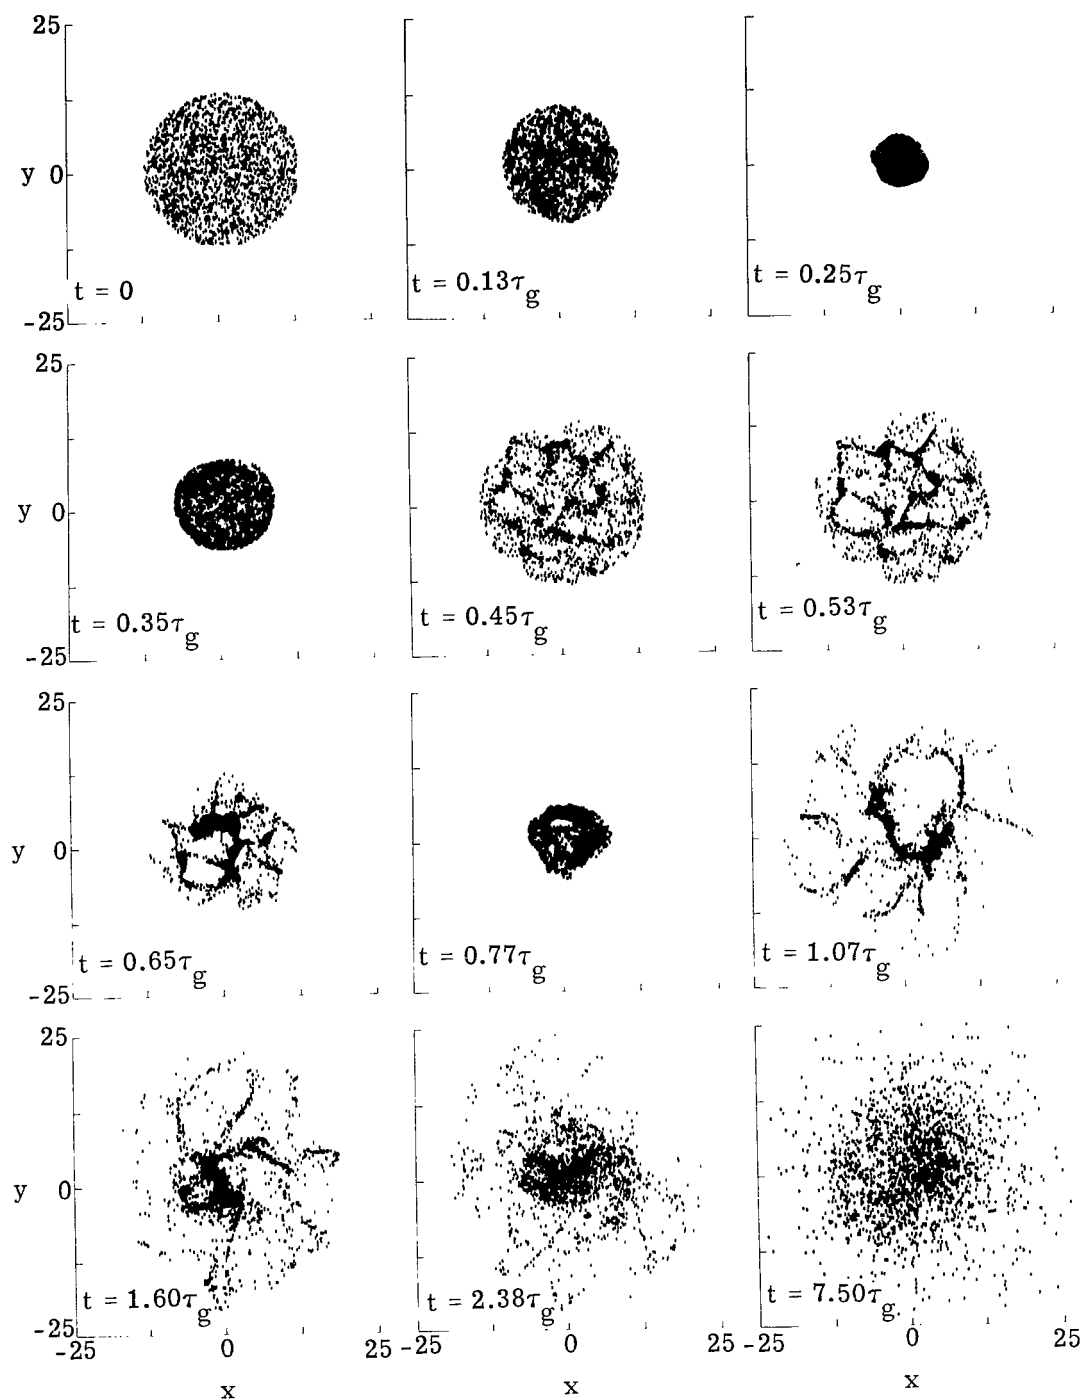 25
y 0
-25
t = 0
t = 0.13τg
t = 0.25τg
25
y 0
-25
t = 0.35τg
t = 0.45τg
t = 0.53τg
25
y 0
-25
t = 0.65τg
t = 0.77τg
t = 1.07τg
25
y 0
-25
t = 1.60τg
t = 2.38τg
t = 7.50τg
-25 0 25 -25 0 25 -25 0 25
x x x